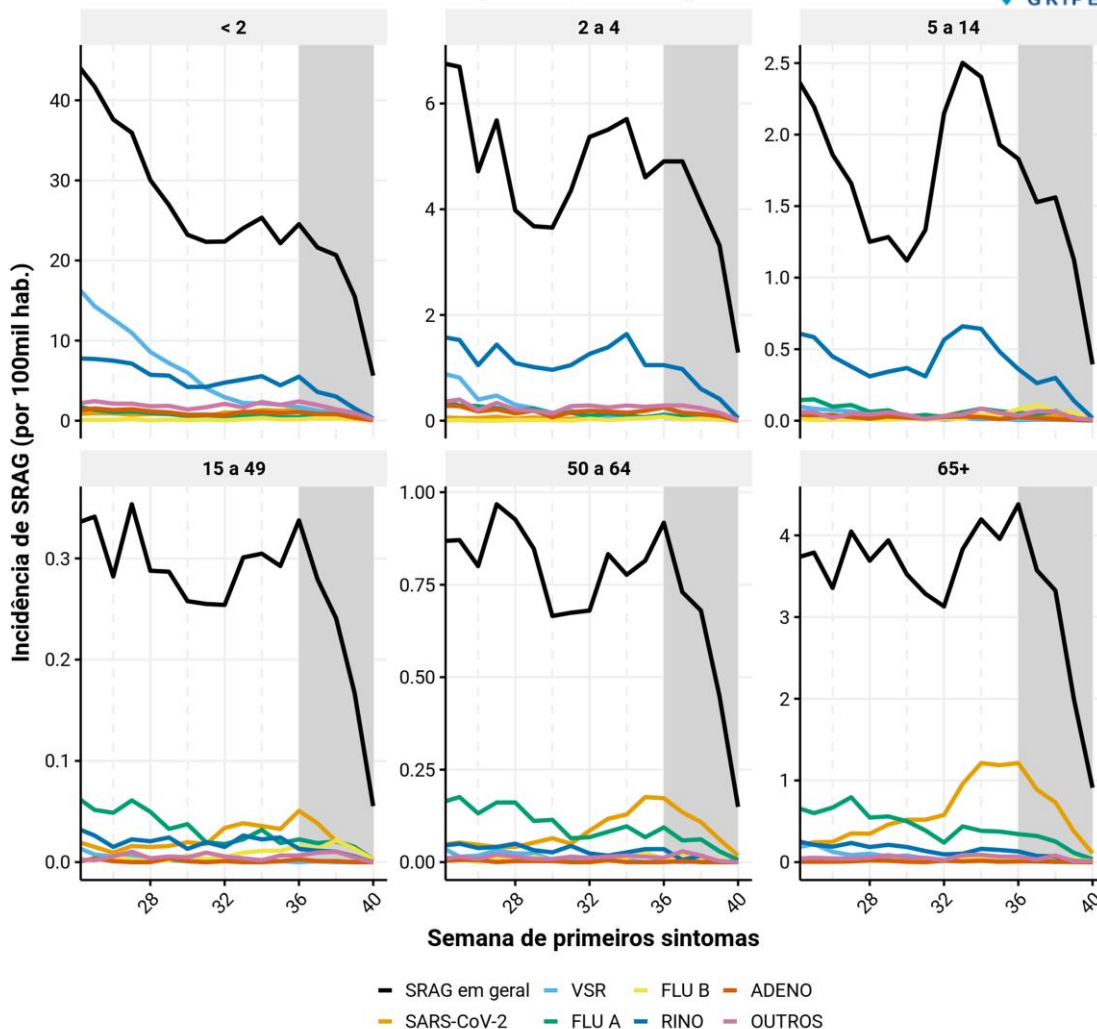 GRIPE
< 2
2 a 4
5 a 14
40
30
20
10
0
6
4
2
0
2.5
2.0
1.5
1.0
0.5
0.0
Incidência de SRAG (por 100mil hab.)
15 a 49
50 a 64
65+
0.3
0.2
0.1
0.0
1.00
0.75
0.50
0.25
0.00
4
3
2
1
0
28 32 36 40
28 32 36 40
28 32 36 40
Semana de primeiros sintomas
SRAG em geral VSR FLU B ADENO
SARS-CoV-2 FLU A RINO OUTROS